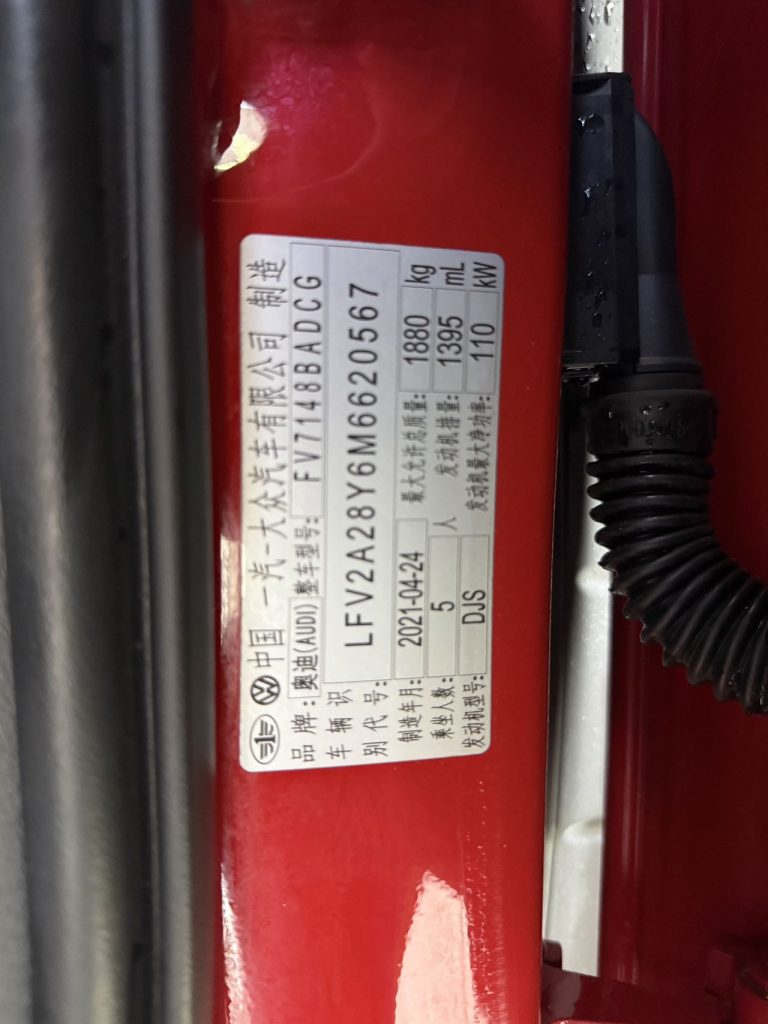 中国一汽-大众汽车有限公司 制造
品牌:奥迪(AUDI) 整车型号:FV7148BADCG
车辆识别代号:LFV2A28Y6M6620567
制造年月:2021-04-24 最大允许总质量:1880 kg
乘坐人数:5 人 发动机排量:1395 mL
发动机型号:DJS 发动机最大净功率:110 kW